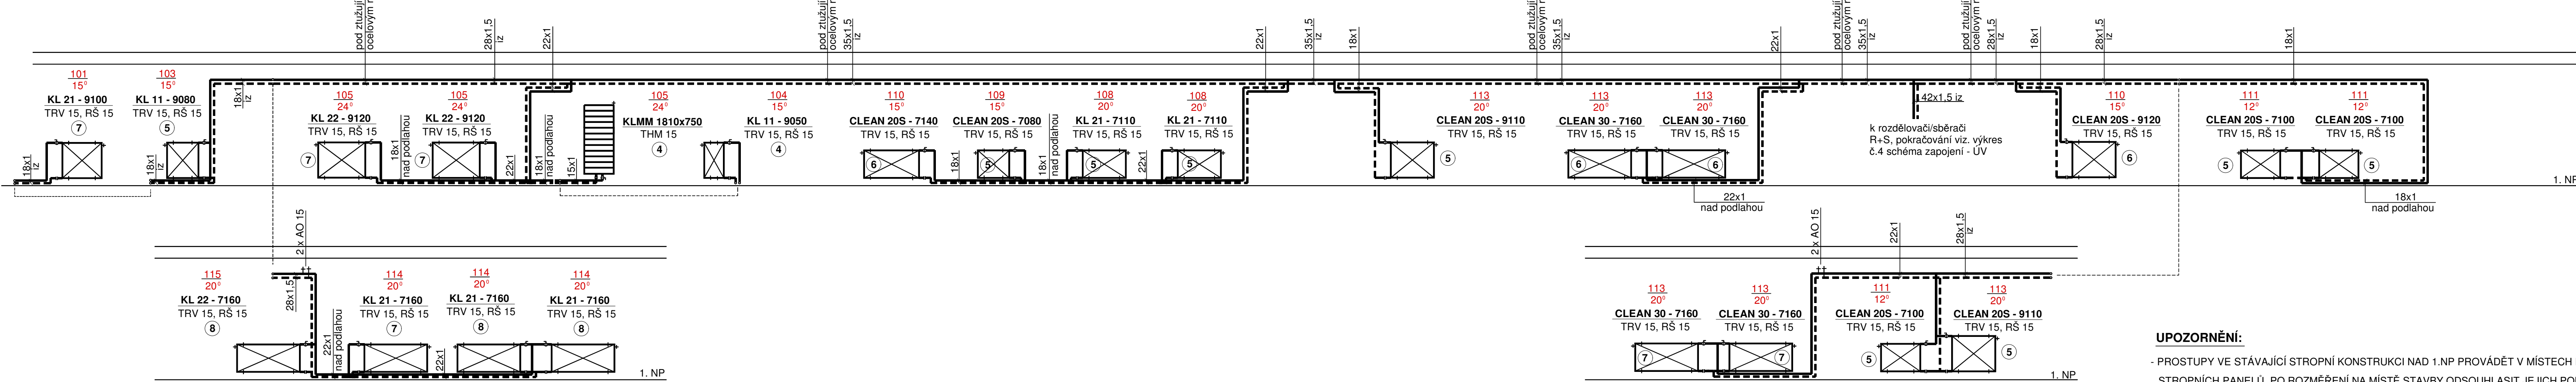 pod ztužují
ocelovým r
28x1,5
iz
22x1
pod ztužují
ocelovým r
35x1,5
iz
22x1
35x1,5
iz
18x1
pod ztužují
ocelovým r
35x1,5
iz
22x1
pod ztužují
ocelovým r
35x1,5
iz
pod ztužují
ocelovým r
28x1,5
iz
18x1
28x1,5
iz
18x1
101
15°
KL 21 - 9100
TRV 15, RŠ 15
7
18x1
iz
103
15°
KL 11 - 9080
TRV 15, RŠ 15
5
18x1
iz
18x1
iz
105
24°
KL 22 - 9120
TRV 15, RŠ 15
7
18x1
nad podlahou
105
24°
KL 22 - 9120
TRV 15, RŠ 15
7
22x1
18x1
nad podlahou
15x1
105
24°
KLMM 1810x750
THM 15
4
104
15°
KL 11 - 9050
TRV 15, RŠ 15
4
110
15°
CLEAN 20S - 7140
TRV 15, RŠ 15
6
18x1
109
15°
CLEAN 20S - 7080
TRV 15, RŠ 15
5
18x1
nad podlahou
108
20°
KL 21 - 7110
TRV 15, RŠ 15
5
22x1
108
20°
KL 21 - 7110
TRV 15, RŠ 15
5
113
20°
CLEAN 20S - 9110
TRV 15, RŠ 15
5
113
20°
CLEAN 30 - 7160
TRV 15, RŠ 15
6
113
20°
CLEAN 30 - 7160
TRV 15, RŠ 15
6
22x1
nad podlahou
42x1,5 iz
k rozdělovači/sběrači
R+S, pokračování viz. výkres
č.4 schéma zapojení - ÚV
110
15°
CLEAN 20S - 9120
TRV 15, RŠ 15
6
111
12°
CLEAN 20S - 7100
TRV 15, RŠ 15
5
111
12°
CLEAN 20S - 7100
TRV 15, RŠ 15
5
18x1
nad podlahou
1. NP
2 x AO 15
115
20°
KL 22 - 7160
TRV 15, RŠ 15
8
28x1,5
22x1
nad podlahou
114
20°
KL 21 - 7160
TRV 15, RŠ 15
7
22x1
114
20°
KL 21 - 7160
TRV 15, RŠ 15
8
114
20°
KL 21 - 7160
TRV 15, RŠ 15
8
1. NP
2 x AO 15
22x1
28x1,5
iz
113
20°
CLEAN 30 - 7160
TRV 15, RŠ 15
7
113
20°
CLEAN 30 - 7160
TRV 15, RŠ 15
7
111
12°
CLEAN 20S - 7100
TRV 15, RŠ 15
5
113
20°
CLEAN 20S - 9110
TRV 15, RŠ 15
5
1. NP
UPOZORNĚNÍ:
- PROSTUPY VE STÁVAJÍCÍ STROPNÍ KONSTRUKCI NAD 1.NP PROVÁDĚT V MÍSTECH
STROPNÍCH PANELŮ, PO ROZMĚŘENÍ NA MÍSTĚ STAVBY ODSOUHLASIT JEJICH